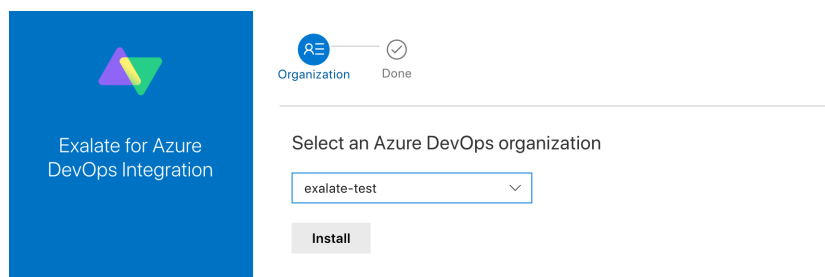 Exalate for Azure
DevOps Integration
Organization
Done
Select an Azure DevOps organization
exalate-test
Install